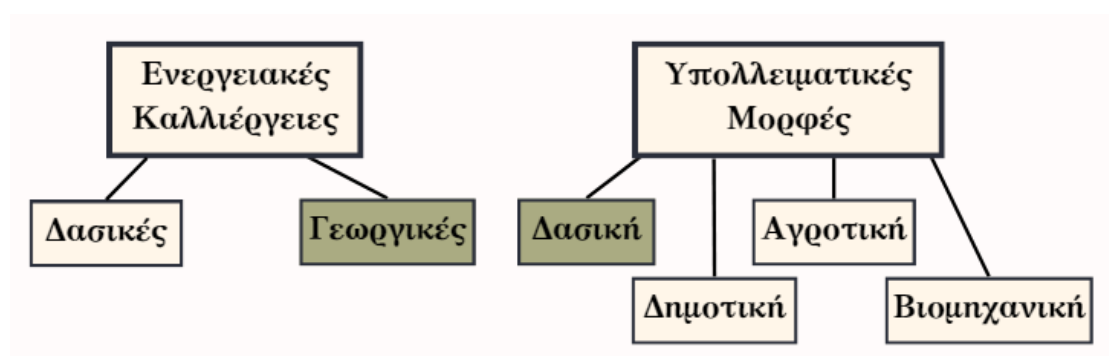 Ενεργειακές
Καλλιέργειες
Υπολλειματικές
Μορφές
Δασικές
Γεωργικές
Δασική
Αγροτική
Δημοτική
Βιομηχανική